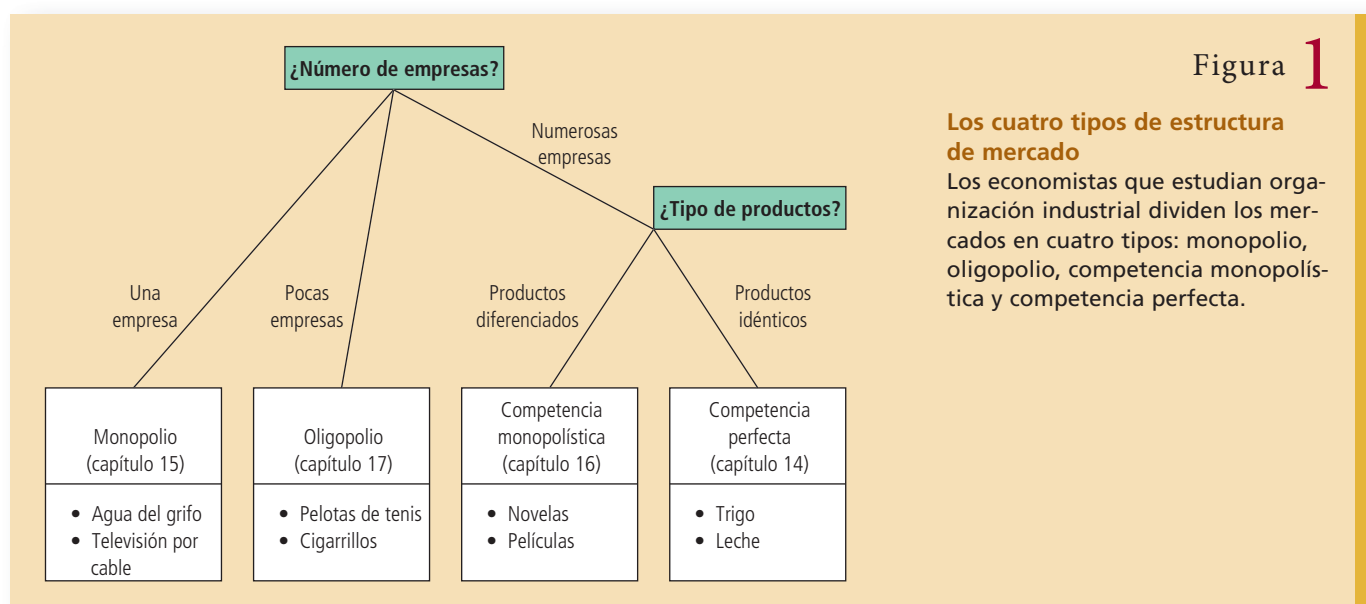 ¿Número de empresas?
Numerosas
empresas
¿Tipo de productos?
Una
empresa
Pocas
empresas
Productos
diferenciados
Productos
idénticos
Monopolio
(capítulo 15)
• Agua del grifo
• Televisión por
cable
Oligopolio
(capítulo 17)
• Pelotas de tenis
• Cigarrillos
Competencia
monopolística
(capítulo 16)
• Novelas
• Películas
Competencia
perfecta
(capítulo 14)
• Trigo
• Leche
Figura 1
Los cuatro tipos de estructura
de mercado
Los economistas que estudian orga-
nización industrial dividen los mer-
cados en cuatro tipos: monopolio,
oligopolio, competencia monopolís-
tica y competencia perfecta.